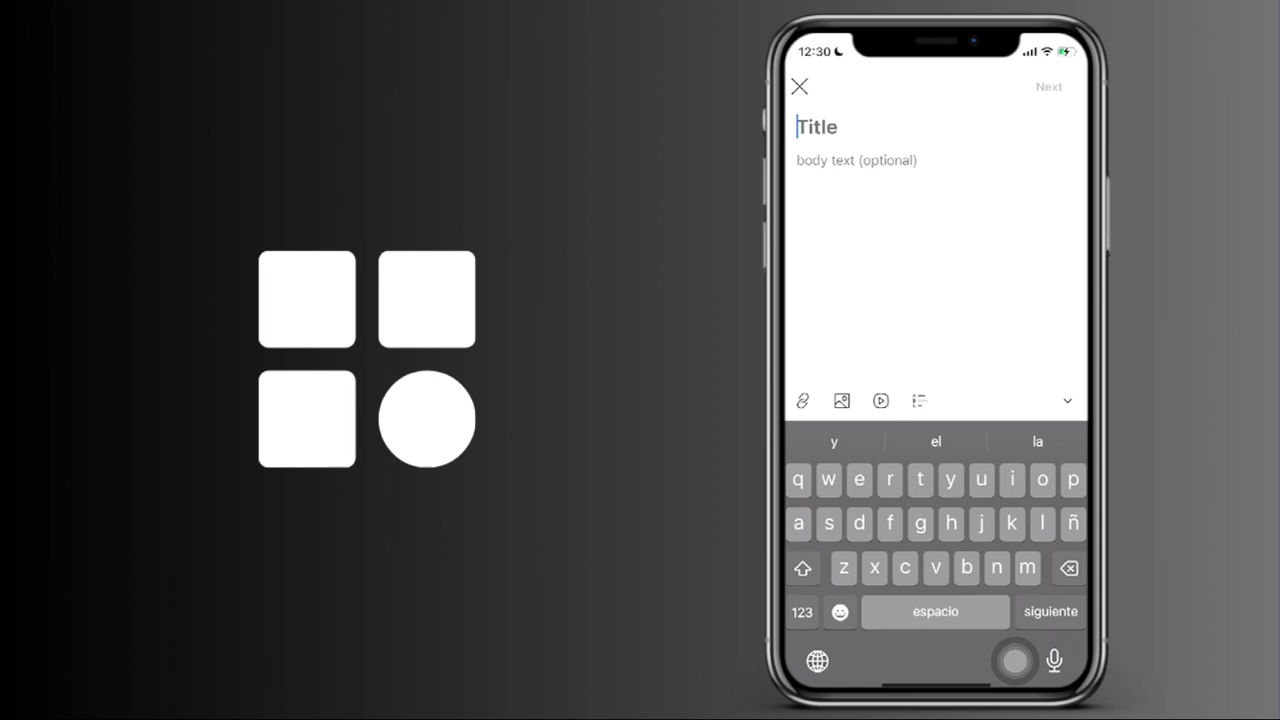 12:30
Next
Title
body text (optional)
y el la
q w e r t y u i o p
a s d f g h j k l ñ
z x c v b n m
123 espacio siguiente